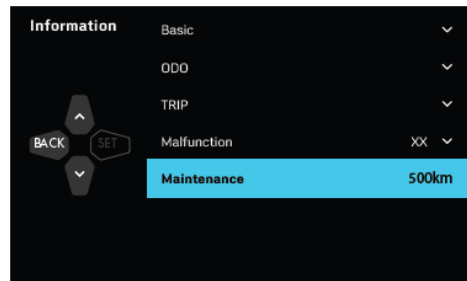 Information
Basic
ODO
TRIP
BACK
SET
Malfunction XX
Maintenance 500km